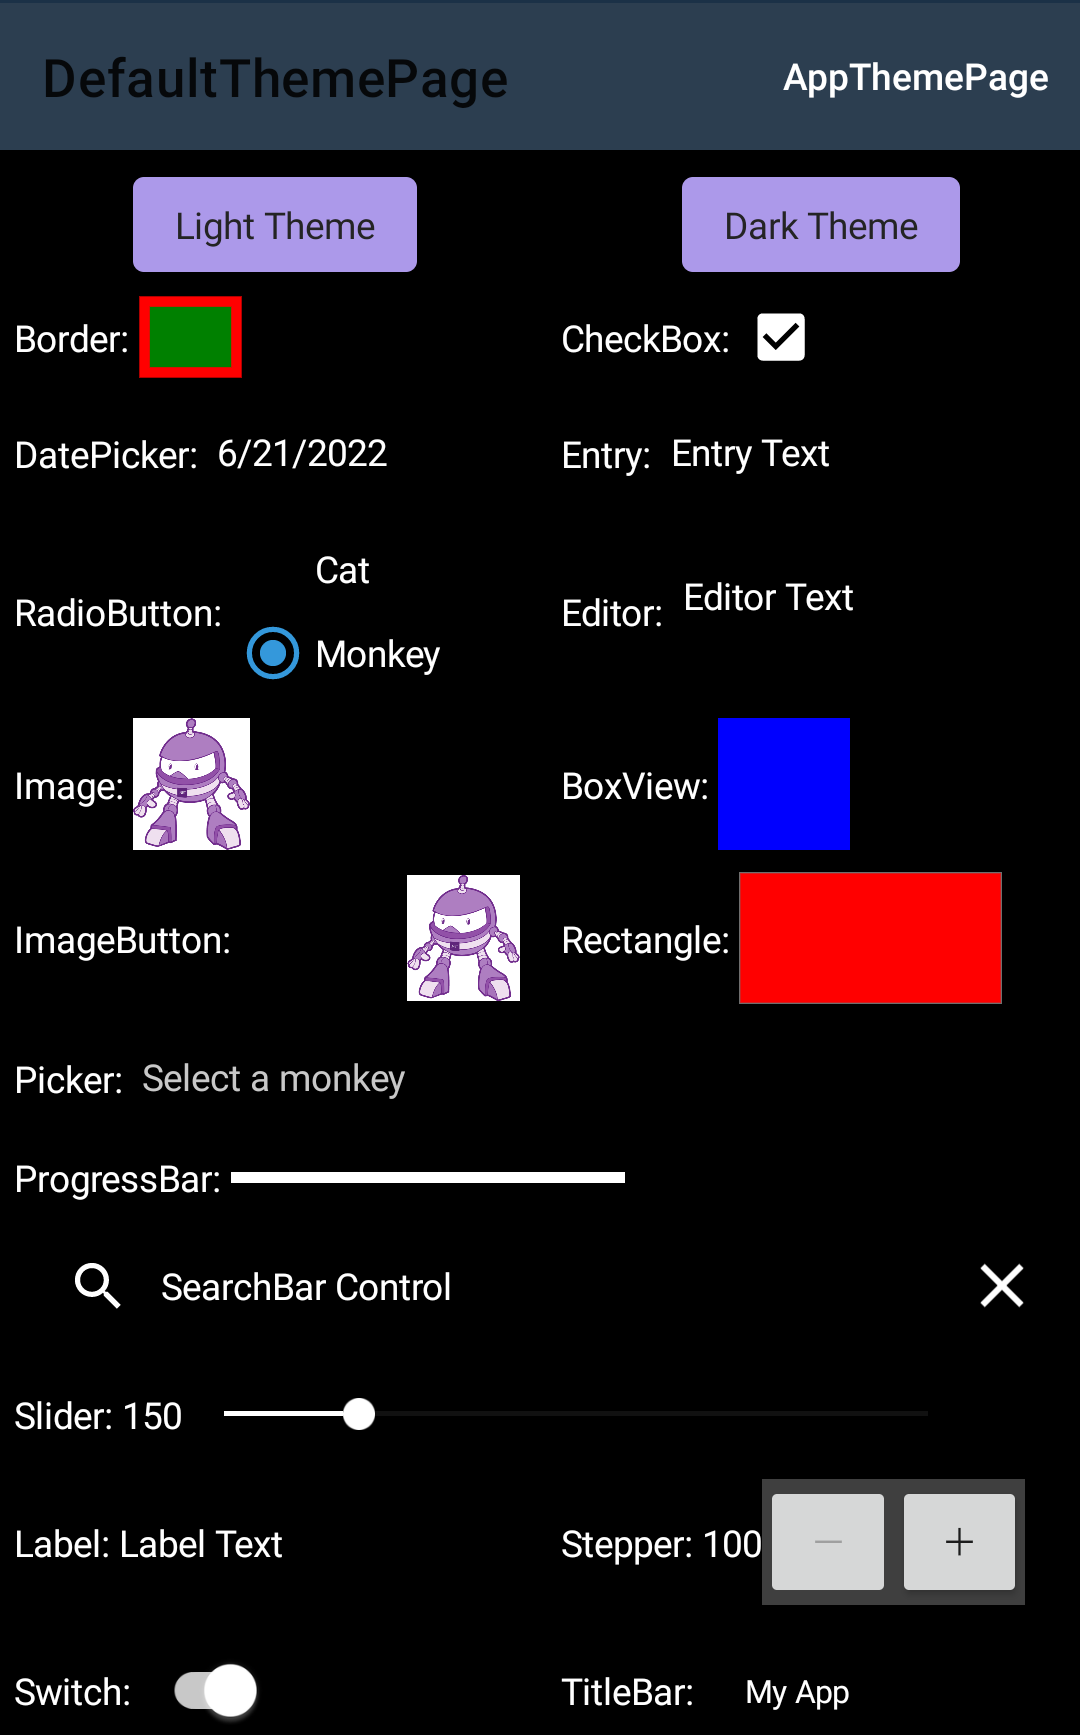 DefaultThemePage AppThemePage
Light Theme Dark Theme
Border: CheckBox:
DatePicker: 6/21/2022 Entry: Entry Text
Cat
RadioButton: Editor: Editor Text
Monkey
Image: BoxView:
ImageButton: Rectangle:
Picker: Select a monkey
ProgressBar:
SearchBar Control
Slider: 150
Label: Label Text Stepper: 100 − +
Switch: TitleBar: My App